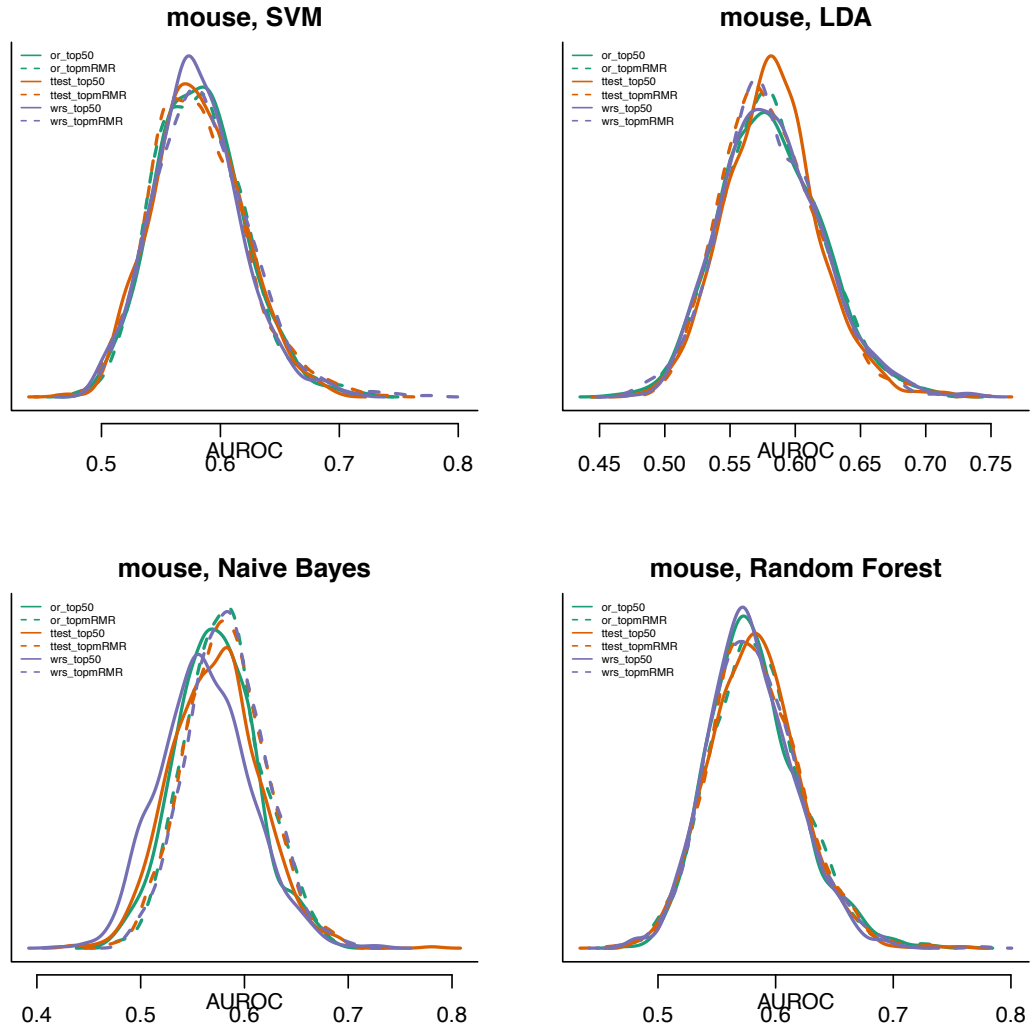 mouse, SVM
or_top50
or_topmRMR
ttest_top50
ttest_topmRMR
wrs_top50
wrs_topmRMR
0.5 0.6 0.7 0.8
AUROC
mouse, LDA
or_top50
or_topmRMR
ttest_top50
ttest_topmRMR
wrs_top50
wrs_topmRMR
0.45 0.50 0.55 0.60 0.65 0.70 0.75
AUROC
mouse, Naive Bayes
or_top50
or_topmRMR
ttest_top50
ttest_topmRMR
wrs_top50
wrs_topmRMR
0.4 0.5 0.6 0.7 0.8
AUROC
mouse, Random Forest
or_top50
or_topmRMR
ttest_top50
ttest_topmRMR
wrs_top50
wrs_topmRMR
0.5 0.6 0.7 0.8
AUROC